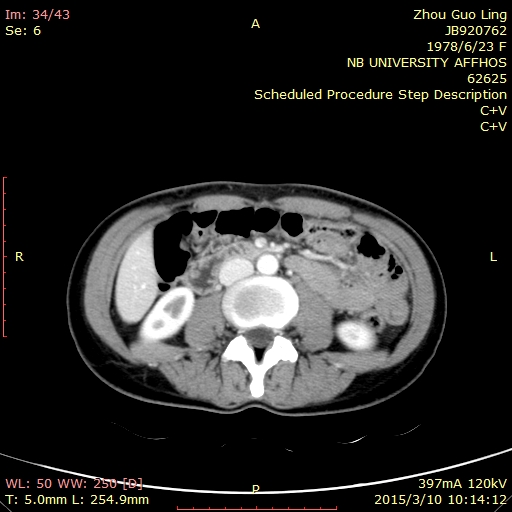 Im: 34/43
Se: 6
A
Zhou Guo Ling
JB920762
1978/6/23 F
NB UNIVERSITY AFFHOS
62625
Scheduled Procedure Step Description
C+V
C+V
R
L
WL: 50 WW: 250 [D]
T: 5.0mm L: 254.9mm
P
397mA 120kV
2015/3/10 10:14:12